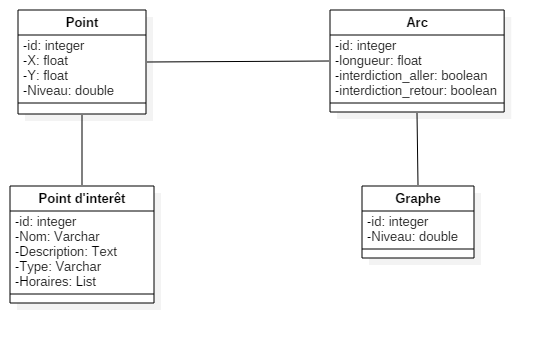 Point
-id: integer
-X: float
-Y: float
-Niveau: double
Arc
-id: integer
-longueur: float
-interdiction_aller: boolean
-interdiction_retour: boolean
Point d'interêt
-id: integer
-Nom: Varchar
-Description: Text
-Type: Varchar
-Horaires: List
Graphe
-id: integer
-Niveau: double